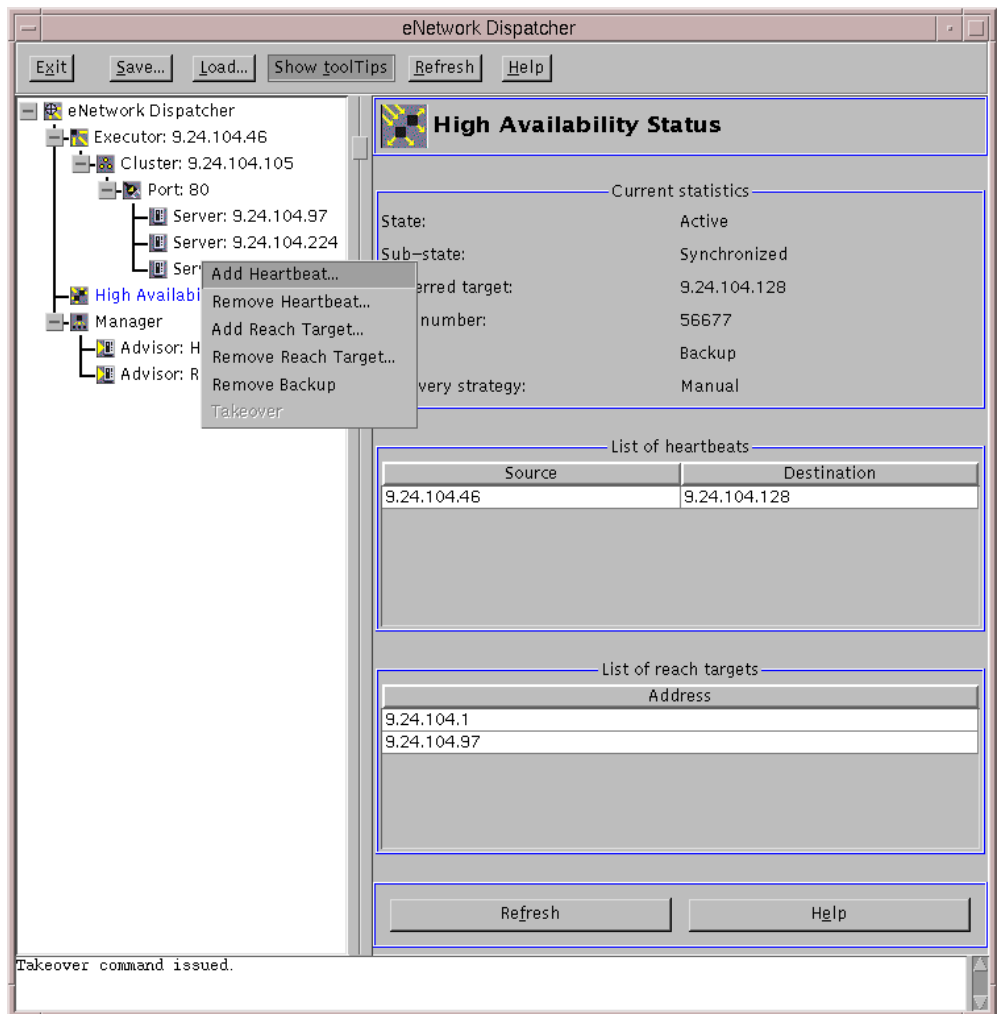 eNetwork Dispatcher
Exit Save... Load... Show toolTips Refresh Help
eNetwork Dispatcher
Executor: 9.24.104.46
Cluster: 9.24.104.105
Port: 80
Server: 9.24.104.97
Server: 9.24.104.224
Ser
High Availabi
Manager
Advisor: H
Advisor: R
Add Heartbeat...
Remove Heartbeat...
Add Reach Target...
Remove Reach Target...
Remove Backup
Takeover
High Availability Status
Current statistics
State: Active
Sub-state: Synchronized
erred target: 9.24.104.128
number: 56677
Backup
very strategy: Manual
List of heartbeats
Source Destination
9.24.104.46 9.24.104.128
List of reach targets
Address
9.24.104.1
9.24.104.97
Refresh Help
Takeover command issued.